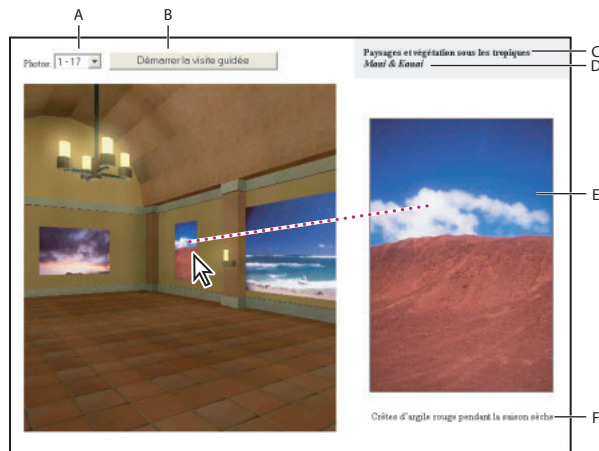 A
B
Photos: 1 - 17
Démarrer la visite guidée
Paysages et végétation sous les tropiques
C
Maui & Kauai
D
E
Crêtes d'argile rouge pendant la saison sèche
F